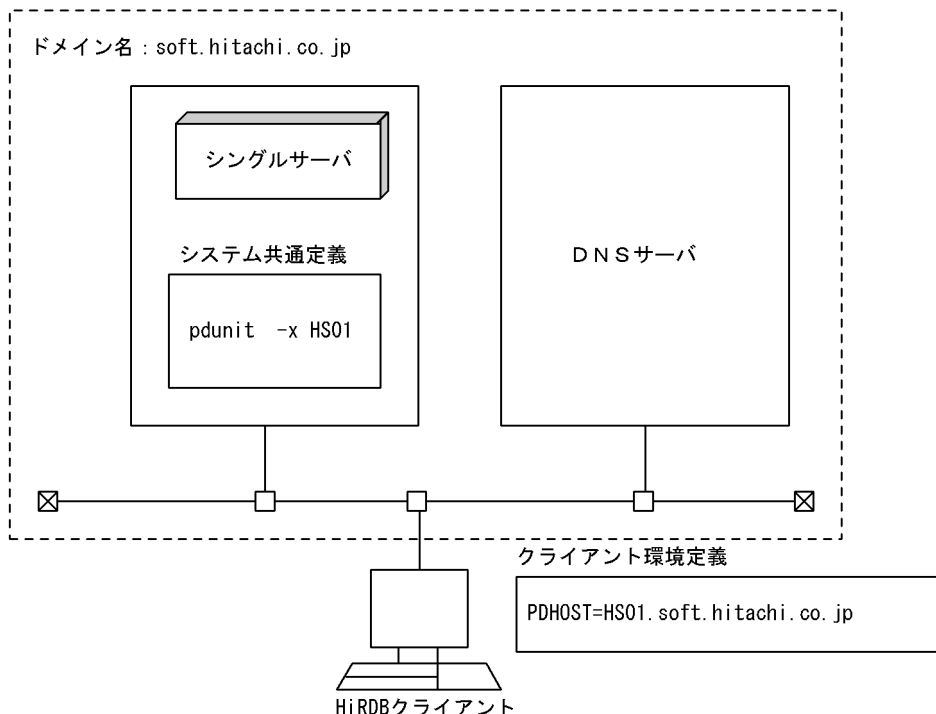 ドメイン名：soft.hitachi.co.jp
シングルサーバ
システム共通定義
pdunit -x HS01
ＤＮＳサーバ
クライアント環境定義
PDHOST=HS01.soft.hitachi.co.jp
HiRDBクライアント